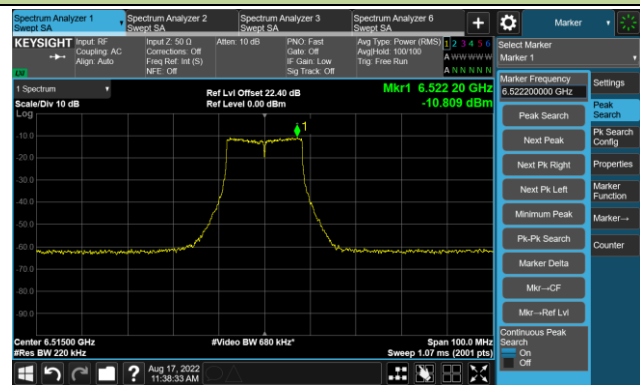 Spectrum Analyzer 1
Swept SA
Spectrum Analyzer 2
Swept SA
Spectrum Analyzer 3
Swept SA
Spectrum Analyzer 6
Swept SA
+
Marker
KEYSIGHT
Input: RF
Coupling: AC
Align: Auto
Input Z: 50 Ω
Corrections: Off
Freq Ref: Int (S)
NFE: Off
Atten: 10 dB
PNO: Fast
Gate: Off
IF Gain: Low
Sig Track: Off
Avg Type: Power (RMS)
Avg|Hold: 100/100
Trig: Free Run
1 2 3 4 5 6
A W W W W W
A N N N N N
LW
Select Marker
Marker 1
1 Spectrum
Scale/Div 10 dB
Log
Ref Lvl Offset 22.40 dB
Ref Level 0.00 dBm
Mkr1 6.522 20 GHz
-10.809 dBm
1
-10.0
-20.0
-30.0
-40.0
-50.0
-60.0
-70.0
-80.0
-90.0
Center 6.51500 GHz
#Res BW 220 kHz
#Video BW 680 kHz*
Span 100.0 MHz
Sweep 1.07 ms (2001 pts)
Marker Frequency
6.522200000 GHz
Peak Search
Next Peak
Next Pk Right
Next Pk Left
Minimum Peak
Pk-Pk Search
Marker Delta
Mkr→CF
Mkr→Ref Lvl
Continuous Peak
Search
On
Off
Settings
Peak
Search
Pk Search
Config
Properties
Marker
Function
Marker→
Counter
?
Aug 17, 2022
11:38:33 AM